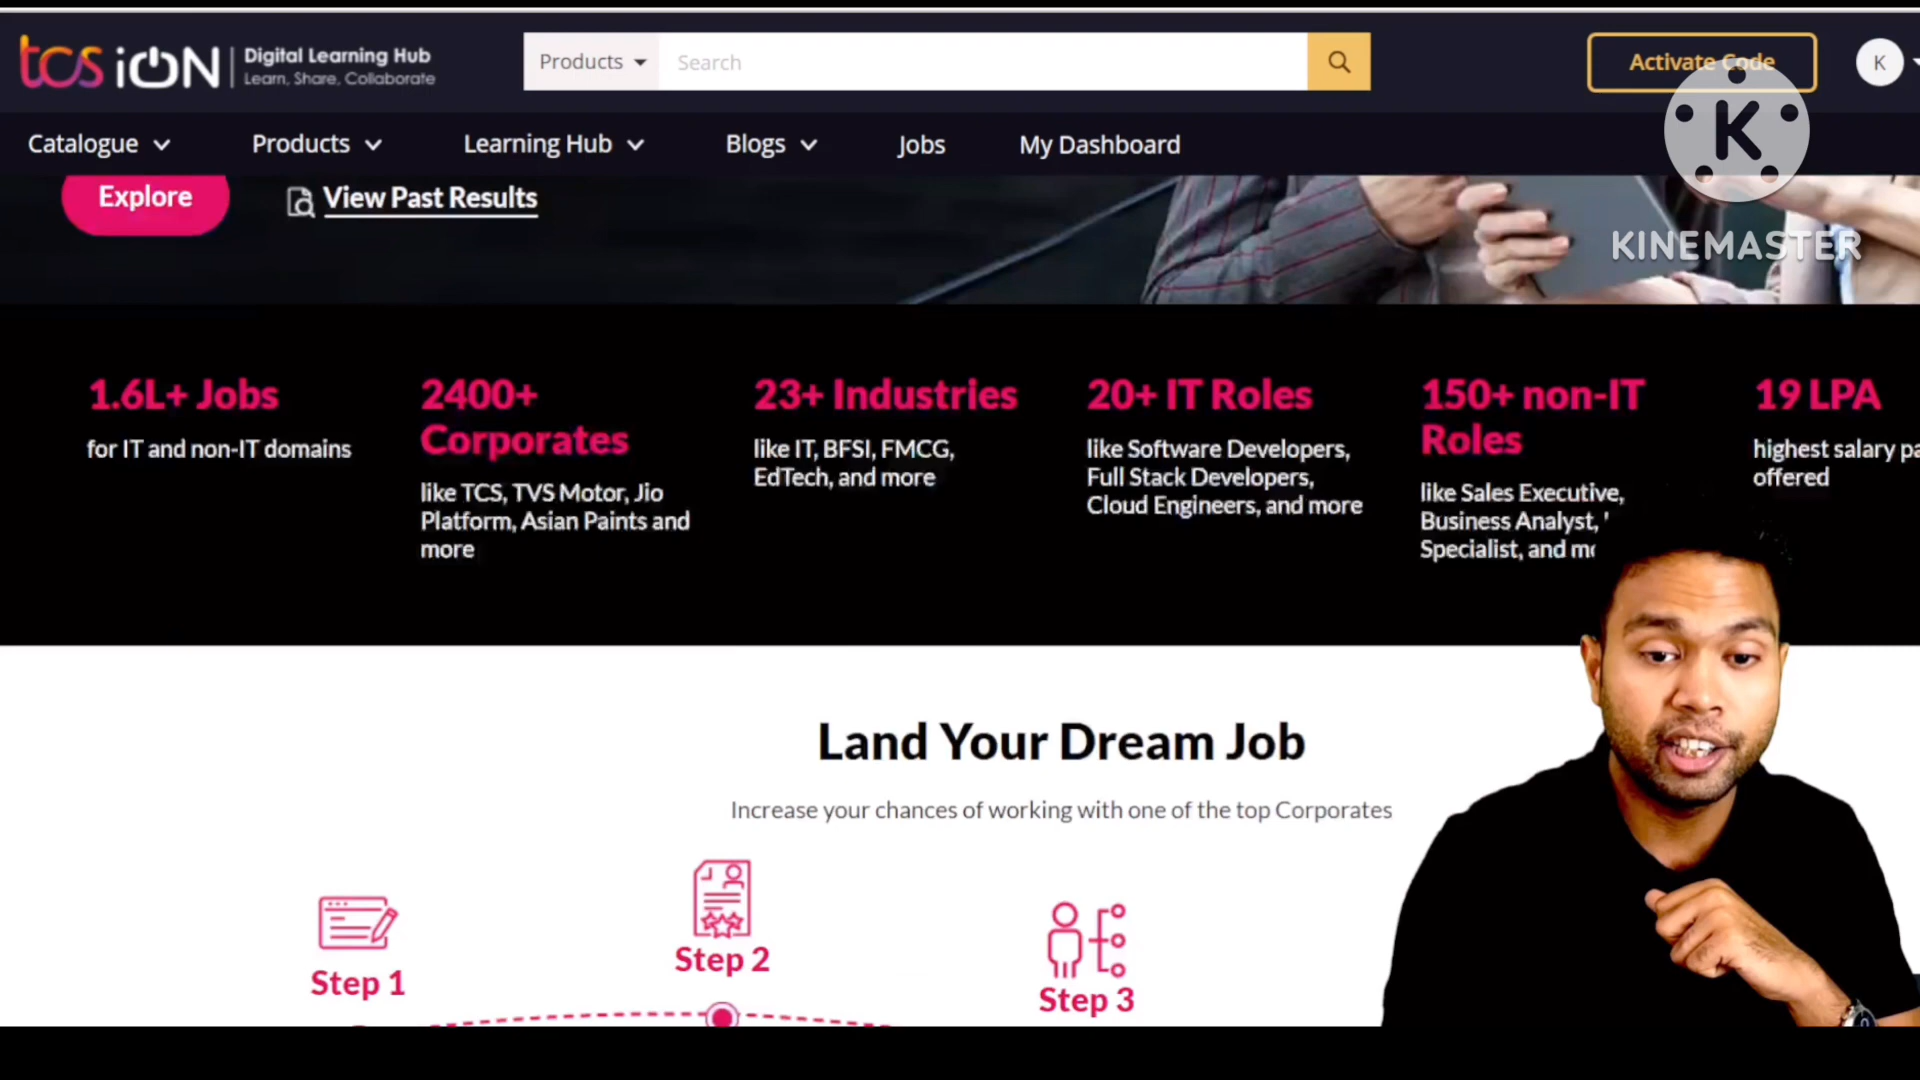 tcs iON | Digital Learning Hub
Learn, Share, Collaborate
Products
Search
Activate Code
K
Catalogue
Products
Learning Hub
Blogs
Jobs
My Dashboard
K
KINEMASTER
Explore
View Past Results
1.6L+ Jobs
for IT and non-IT domains
2400+
Corporates
like TCS, TVS Motor, Jio
Platform, Asian Paints and
more
23+ Industries
like IT, BFSI, FMCG,
EdTech, and more
20+ IT Roles
like Software Developers,
Full Stack Developers,
Cloud Engineers, and more
150+ non-IT
Roles
like Sales Executive,
Business Analyst,
Specialist, and
19 LPA
highest salary
offered
Land Your Dream Job
Increase your chances of working with one of the top Corporates
Step 1
Step 2
Step 3